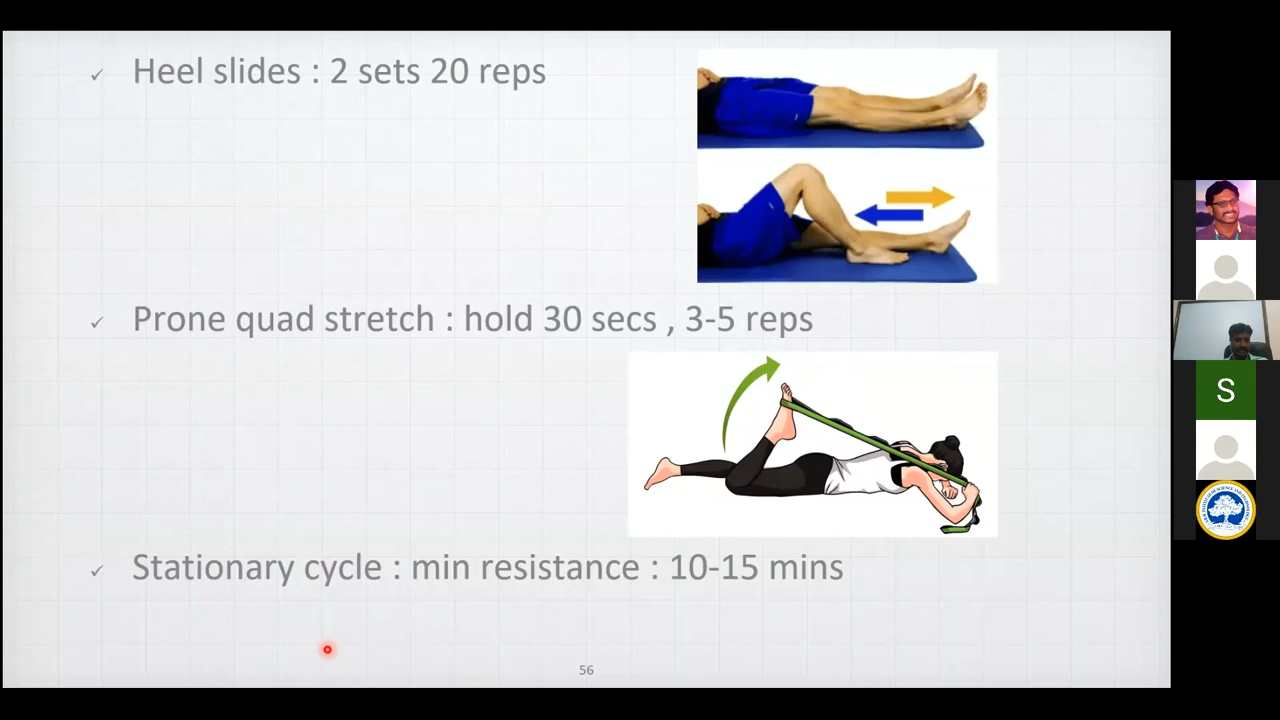 ✓ Heel slides : 2 sets 20 reps
✓ Prone quad stretch : hold 30 secs , 3-5 reps
✓ Stationary cycle : min resistance : 10-15 mins
56
S